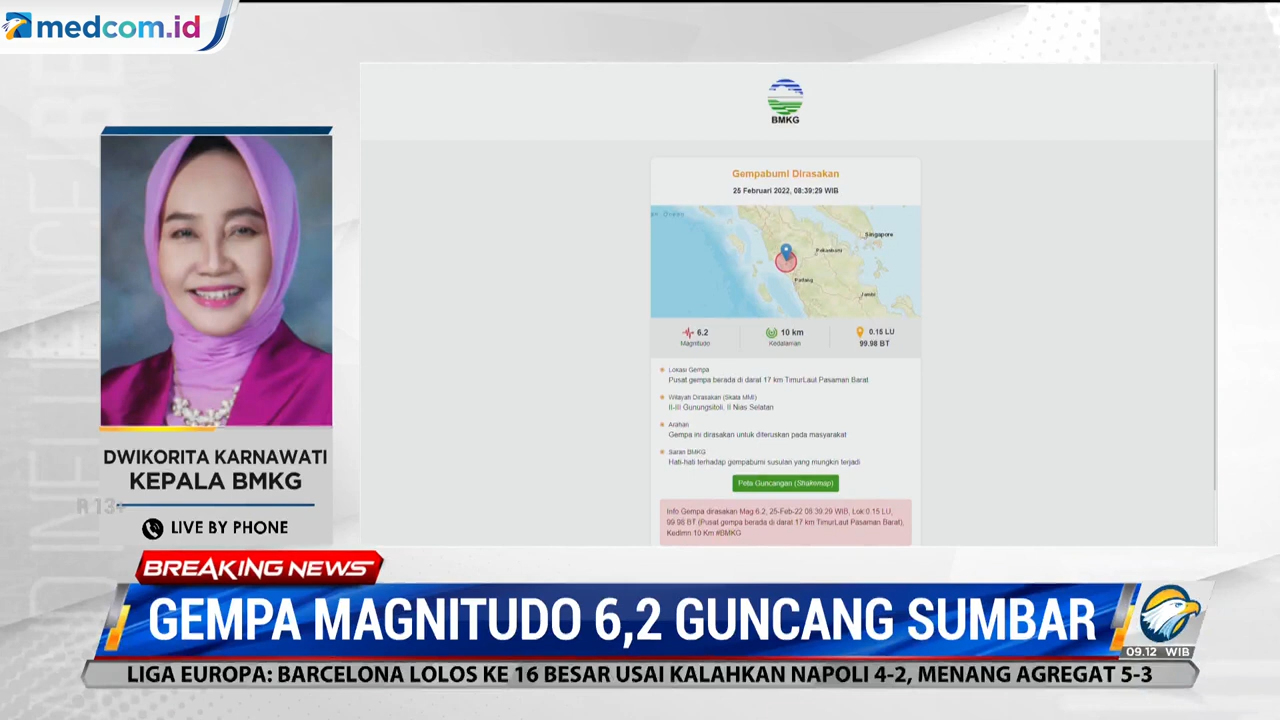 medcom.id
BMKG
Gempabumi Dirasakan
25 Februari 2022, 08:39:29 WIB
Singapore
Pekanbaru
Padang
Jambi
6.2
Magnitudo
10 km
Kedalaman
0.15 LU
99.98 BT
Lokasi Gempa
Pusat gempa berada di darat 17 km TimurLaut Pasaman Barat
Wilayah Dirasakan (Skala MMI)
II-III Gunungsitoli, II Nias Selatan
Arahan
Gempa ini dirasakan untuk diteruskan pada masyarakat
Saran BMKG
Hati-hati terhadap gempabumi susulan yang mungkin terjadi
Peta Guncangan (Shakemap)
Info Gempa dirasakan Mag 6.2, 25-Feb-22 08:39:29 WIB, Lok:0.15 LU,
99.98 BT (Pusat gempa berada di darat 17 km TimurLaut Pasaman Barat),
Kedlmn:10 Km #BMKG
DWIKORITA KARNAWATI
KEPALA BMKG
R 13+
LIVE BY PHONE
BREAKING NEWS
GEMPA MAGNITUDO 6,2 GUNCANG SUMBAR
09.12 WIB
LIGA EUROPA: BARCELONA LOLOS KE 16 BESAR USAI KALAHKAN NAPOLI 4-2, MENANG AGREGAT 5-3